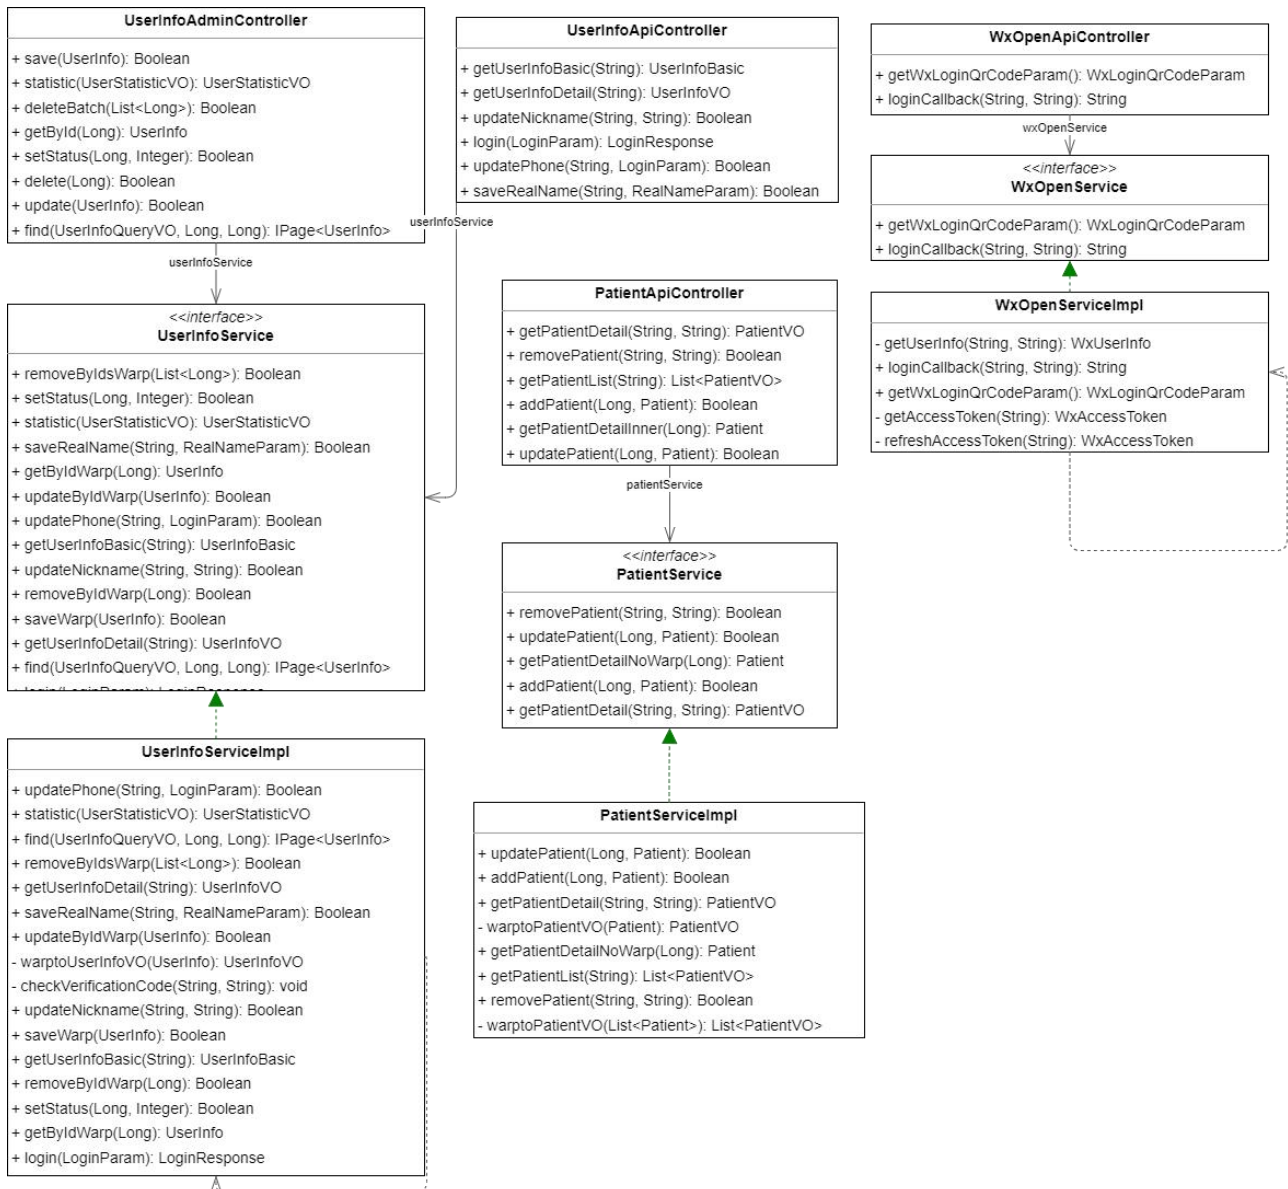 UserInfoAdminController
+ save(UserInfo): Boolean
+ statistic(UserStatisticVO): UserStatisticVO
+ deleteBatch(List<Long>): Boolean
+ getById(Long): UserInfo
+ setStatus(Long, Integer): Boolean
+ delete(Long): Boolean
+ update(UserInfo): Boolean
+ find(UserInfoQueryVO, Long, Long): IPage<UserInfo>
userInfoService
<<interface>>
UserInfoService
+ removeByIdsWarp(List<Long>): Boolean
+ setStatus(Long, Integer): Boolean
+ statistic(UserStatisticVO): UserStatisticVO
+ saveRealName(String, RealNameParam): Boolean
+ getByIdWarp(Long): UserInfo
+ updateByIdWarp(UserInfo): Boolean
+ updatePhone(String, LoginParam): Boolean
+ getUserInfoBasic(String): UserInfoBasic
+ updateNickname(String, String): Boolean
+ removeByIdWarp(Long): Boolean
+ saveWarp(UserInfo): Boolean
+ getUserInfoDetail(String): UserInfoVO
+ find(UserInfoQueryVO, Long, Long): IPage<UserInfo>
+ login(LoginParam): LoginResponse
UserInfoServiceImpl
+ updatePhone(String, LoginParam): Boolean
+ statistic(UserStatisticVO): UserStatisticVO
+ find(UserInfoQueryVO, Long, Long): IPage<UserInfo>
+ removeByIdsWarp(List<Long>): Boolean
+ getUserInfoDetail(String): UserInfoVO
+ saveRealName(String, RealNameParam): Boolean
+ updateByIdWarp(UserInfo): Boolean
- warptoUserInfoVO(UserInfo): UserInfoVO
- checkVerificationCode(String, String): void
+ updateNickname(String, String): Boolean
+ saveWarp(UserInfo): Boolean
+ getUserInfoBasic(String): UserInfoBasic
+ removeByIdWarp(Long): Boolean
+ setStatus(Long, Integer): Boolean
+ getByIdWarp(Long): UserInfo
+ login(LoginParam): LoginResponse
UserInfoApiController
+ getUserInfoBasic(String): UserInfoBasic
+ getUserInfoDetail(String): UserInfoVO
+ updateNickname(String, String): Boolean
+ login(LoginParam): LoginResponse
+ updatePhone(String, LoginParam): Boolean
+ saveRealName(String, RealNameParam): Boolean
userInfoService
PatientApiController
+ getPatientDetail(String, String): PatientVO
+ removePatient(String, String): Boolean
+ getPatientList(String): List<PatientVO>
+ addPatient(Long, Patient): Boolean
+ getPatientDetailInner(Long): Patient
+ updatePatient(Long, Patient): Boolean
patientService
<<interface>>
PatientService
+ removePatient(String, String): Boolean
+ updatePatient(Long, Patient): Boolean
+ getPatientDetailNoWarp(Long): Patient
+ addPatient(Long, Patient): Boolean
+ getPatientDetail(String, String): PatientVO
PatientServiceImpl
+ updatePatient(Long, Patient): Boolean
+ addPatient(Long, Patient): Boolean
+ getPatientDetail(String, String): PatientVO
- warptoPatientVO(Patient): PatientVO
+ getPatientDetailNoWarp(Long): Patient
+ getPatientList(String): List<PatientVO>
+ removePatient(String, String): Boolean
- warptoPatientVO(List<Patient>): List<PatientVO>
WxOpenApiController
+ getWxLoginQrCodeParam(): WxLoginQrCodeParam
+ loginCallback(String, String): String
wxOpenService
<<interface>>
WxOpenService
+ getWxLoginQrCodeParam(): WxLoginQrCodeParam
+ loginCallback(String, String): String
WxOpenServiceImpl
- getUserInfo(String, String): WxUserInfo
+ loginCallback(String, String): String
+ getWxLoginQrCodeParam(): WxLoginQrCodeParam
- getAccessToken(String): WxAccessToken
- refreshAccessToken(String): WxAccessToken